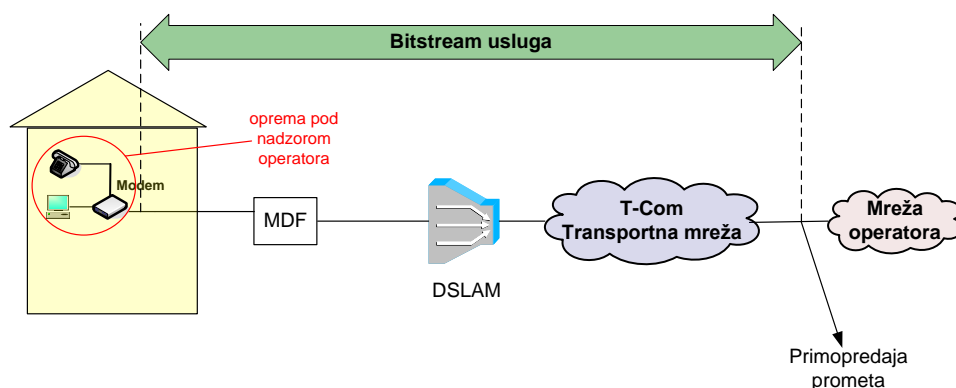 Bitstream usluga
oprema pod
nadzorom
operatora
Modem
MDF
DSLAM
T-Com
Transportna mreža
Mreža
operatora
Primopredaja
prometa